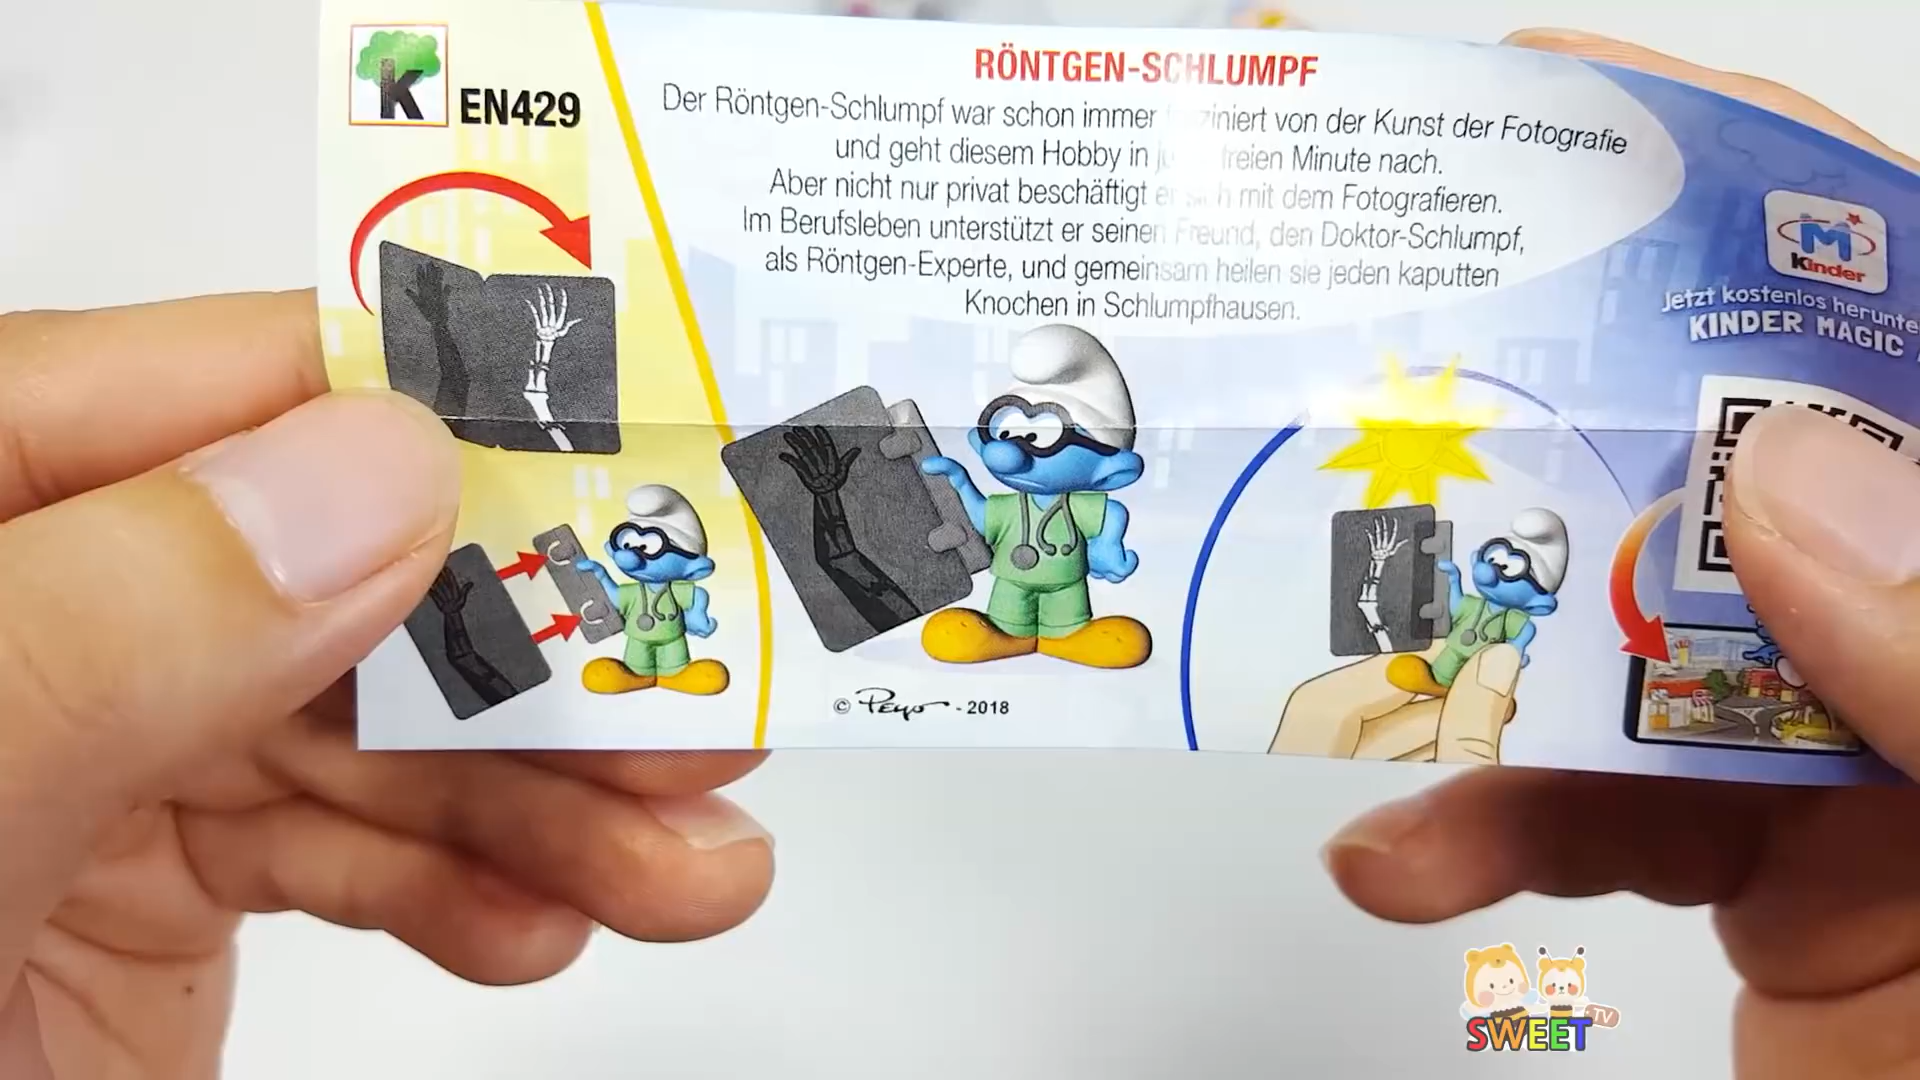 k EN429
RÖNTGEN-SCHLUMPF
Der Röntgen-Schlumpf war schon immer von der Kunst der Fotografie
und geht diesem Hobby in freien Minute nach.
Aber nicht nur privat beschäftigt er sich mit dem Fotografieren.
Im Berufsleben unterstützt er seinen Freund, den Doktor-Schlumpf,
als Röntgen-Experte, und gemeinsam heilen sie jeden kaputten
Knochen in Schlumpfhausen.
M
Kinder
Jetzt kostenlos
KINDER MAGIC
© Peyo - 2018
SWEET TV